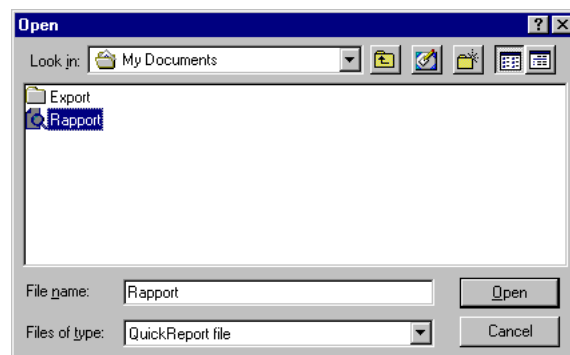 Open
Look in: My Documents
Export
Rapport
File name: Rapport
Open
Files of type: QuickReport file
Cancel